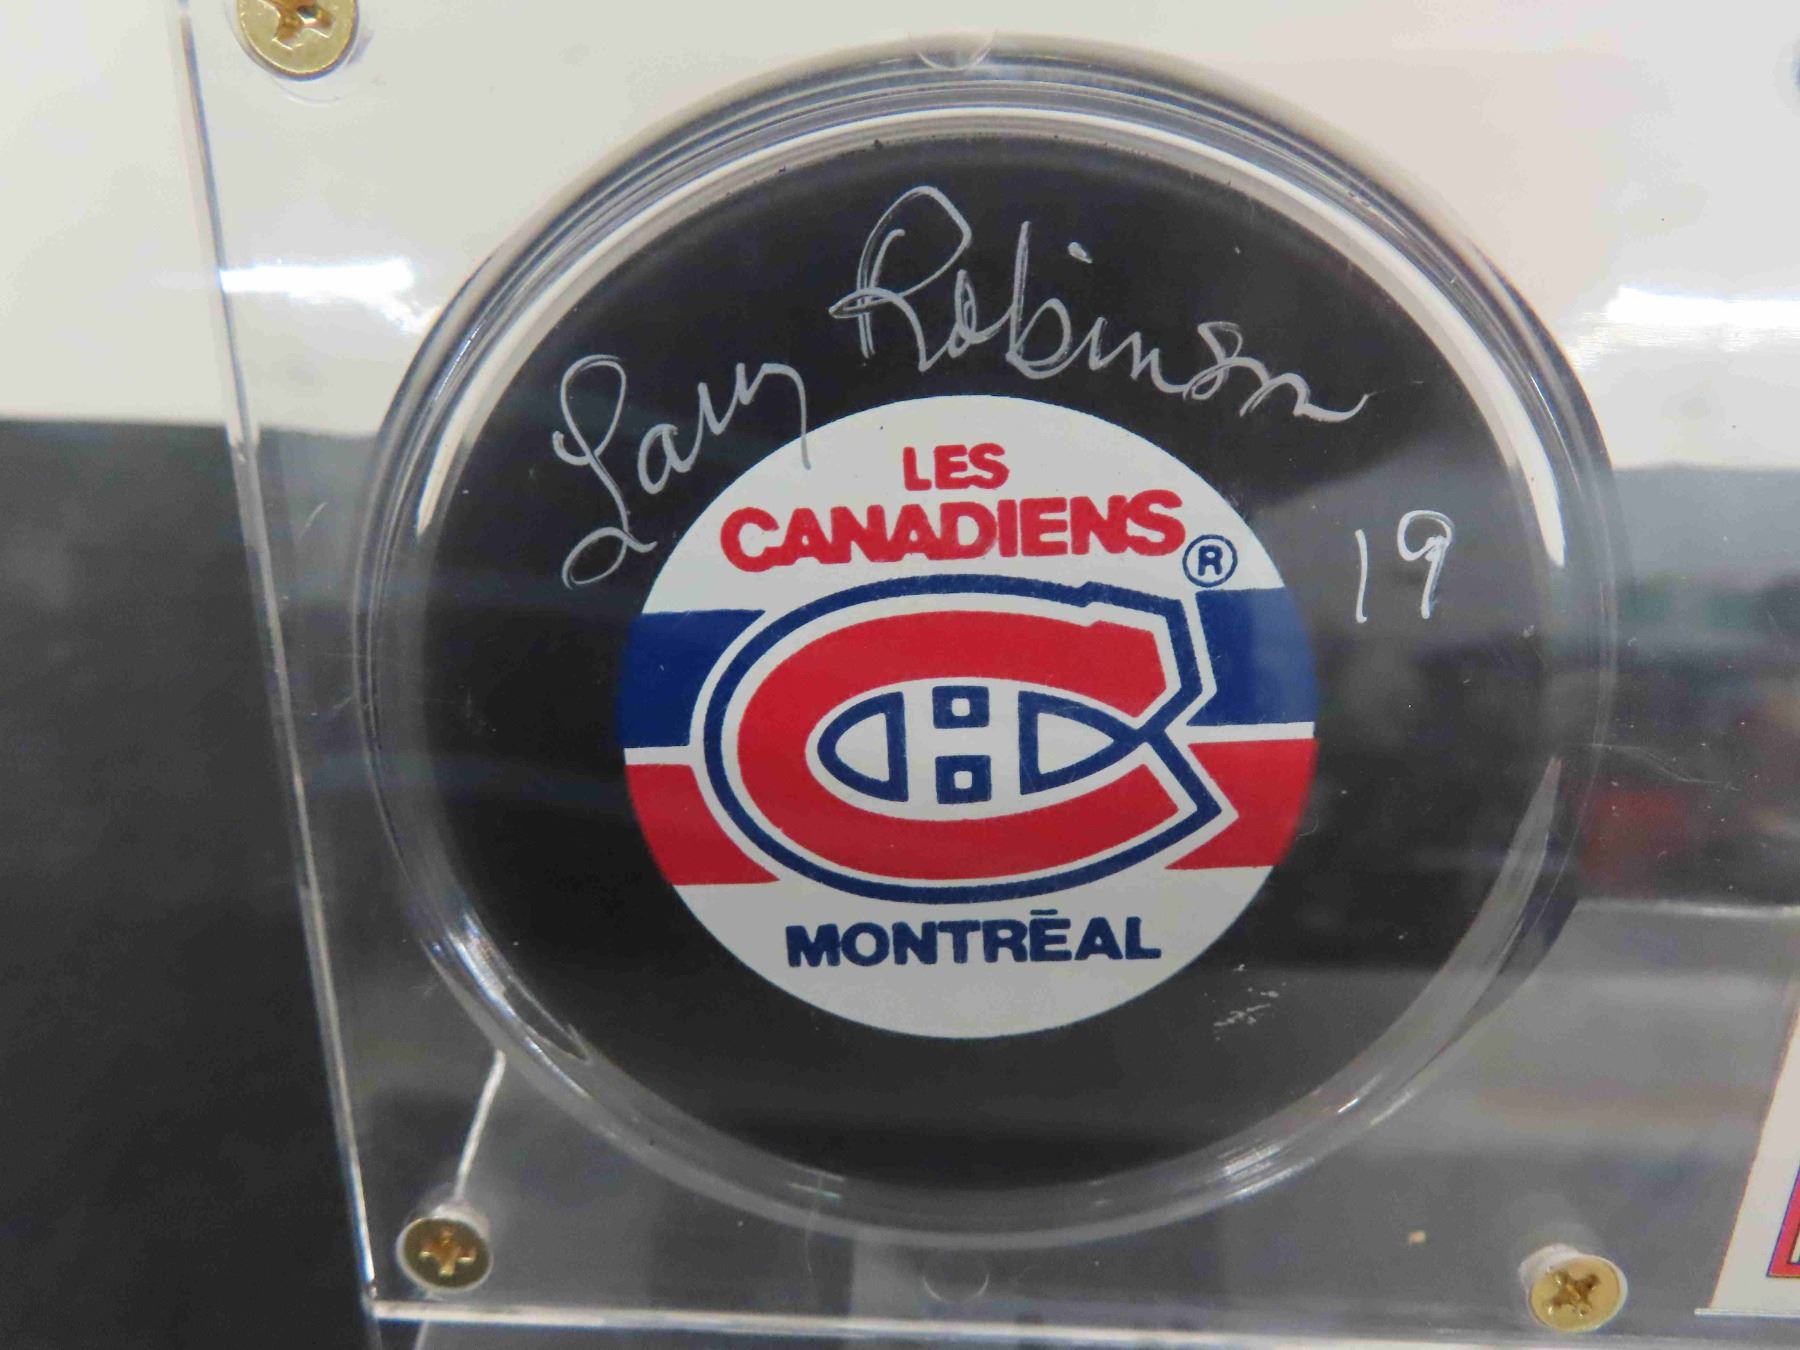 Larry Robinson
19
LES
CANADIENS®
MONTRÉAL